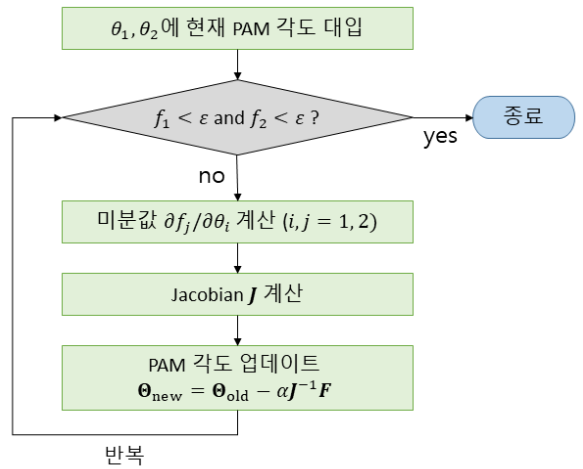 θ₁, θ₂에 현재 PAM 각도 대입
f₁ < ε and f₂ < ε ?
yes
종료
no
미분값 ∂fⱼ/∂θᵢ 계산 (i, j = 1, 2)
Jacobian J 계산
PAM 각도 업데이트
Θnew = Θold − αJ⁻¹F
반복